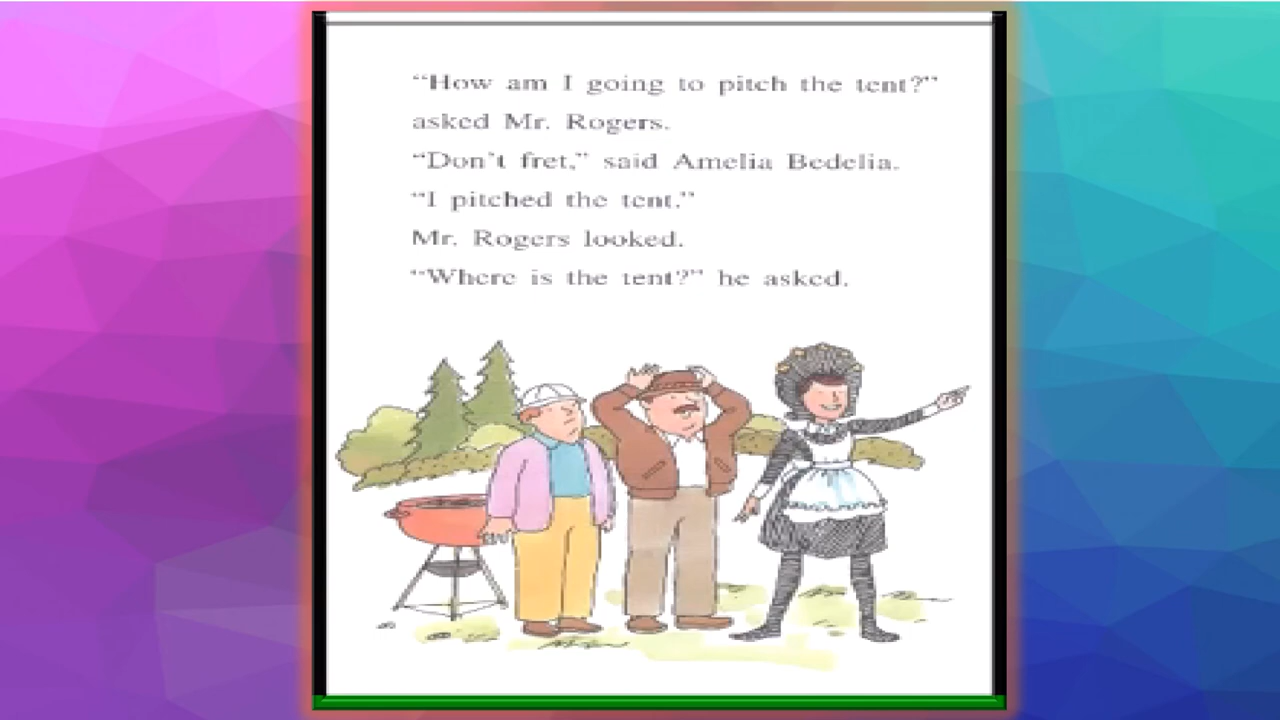 “How am I going to pitch the tent?”
asked Mr. Rogers.
“Don’t fret,” said Amelia Bedelia.
“I pitched the tent.”
Mr. Rogers looked.
“Where is the tent?” he asked.